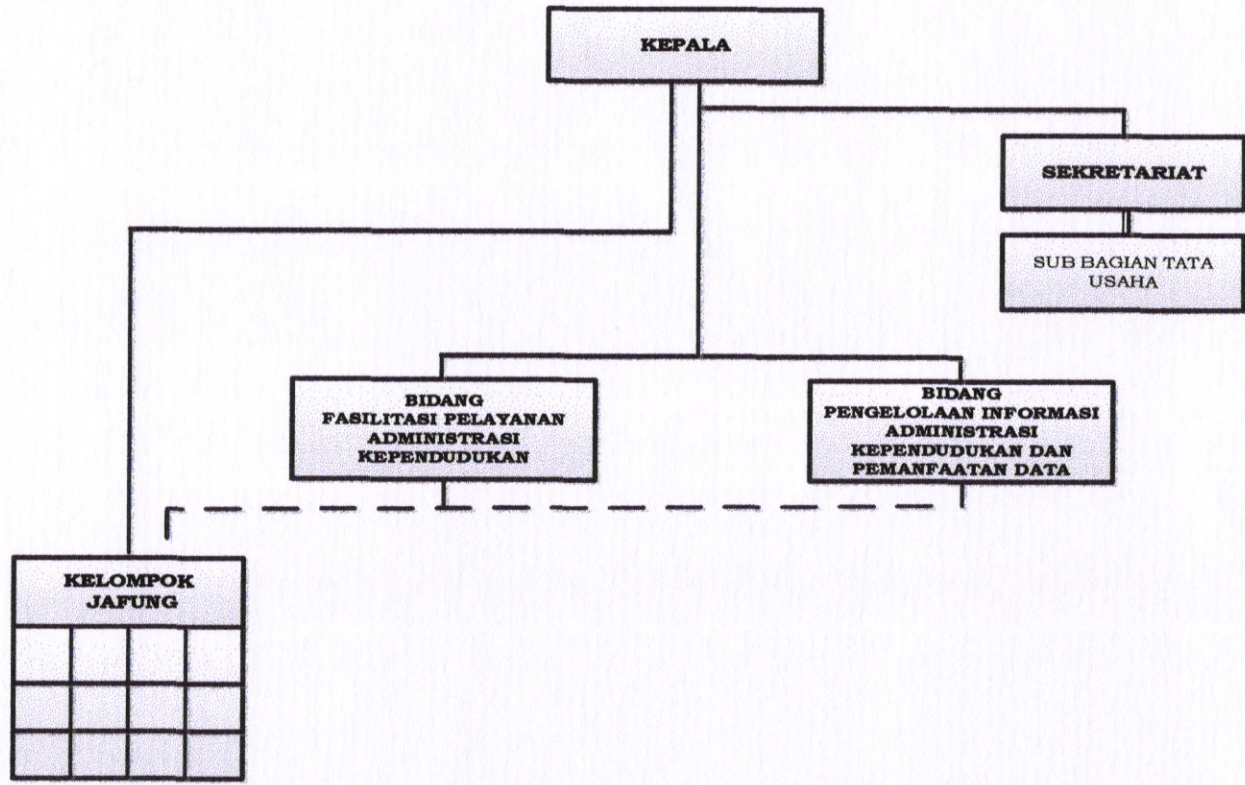 KEPALA
SEKRETARIAT
SUB BAGIAN TATA
USAHA
BIDANG
FASILITASI PELAYANAN
ADMINISTRASI
KEPENDUDUKAN
BIDANG
PENGELOLAAN INFORMASI
ADMINISTRASI
KEPENDUDUKAN DAN
PEMANFAATAN DATA
KELOMPOK
JAFUNG